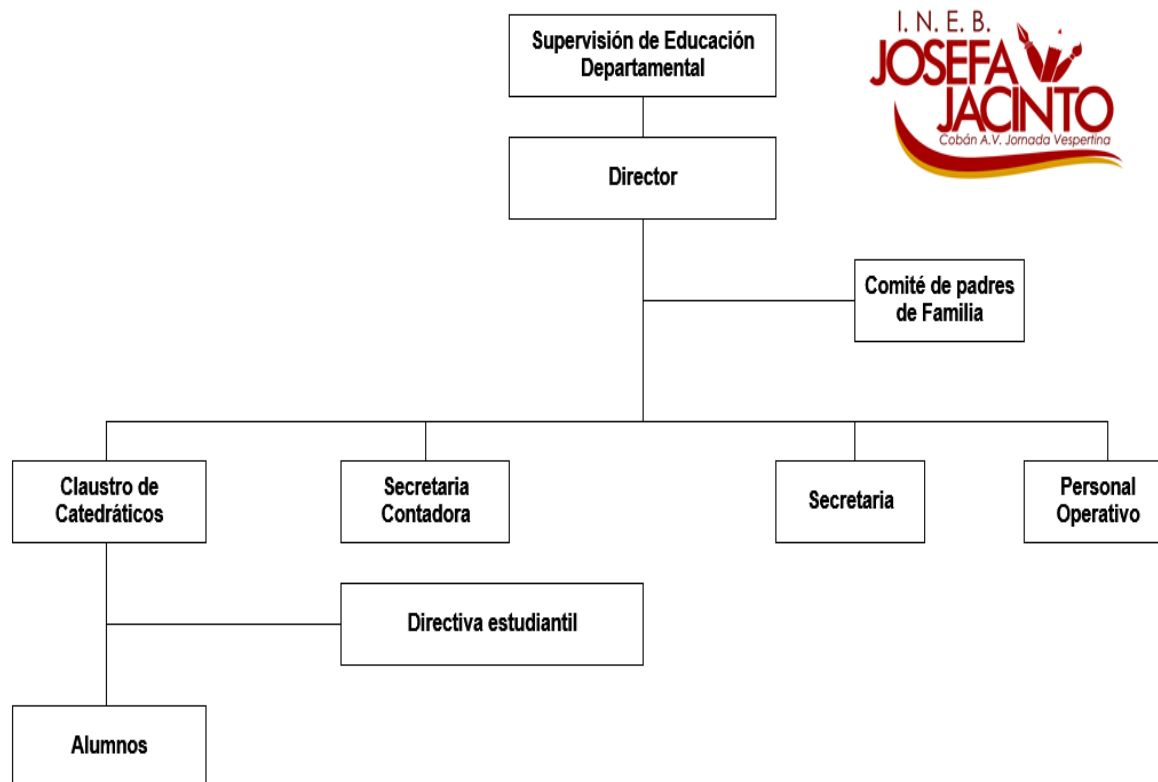 Supervisión de Educación
Departamental
I. N. E. B.
JOSEFA
JACINTO
Cobán A.V. Jornada Vespertina
Director
Comité de padres
de Familia
Claustro de
Catedráticos
Secretaria
Contadora
Secretaria
Personal
Operativo
Directiva estudiantil
Alumnos